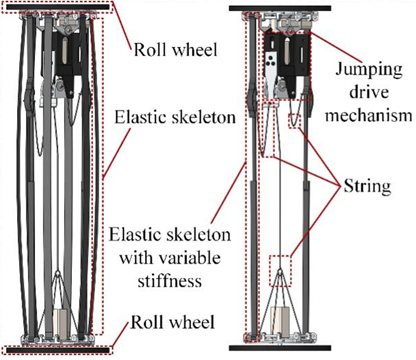 Roll wheel
Elastic skeleton
Elastic skeleton
with variable
stiffness
Roll wheel
Jumping
drive
mechanism
String